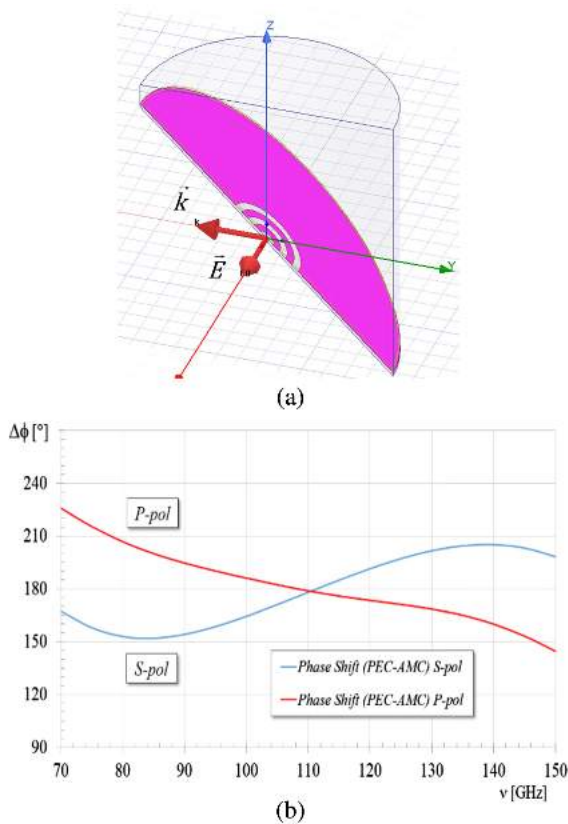 Z
k
E
Y
(a)
Δϕ [°]
240
210
180
150
120
90
P-pol
S-pol
Phase Shift (PEC-AMC) S-pol
Phase Shift (PEC-AMC) P-pol
70 80 90 100 110 120 130 140 150
ν [GHz]
(b)